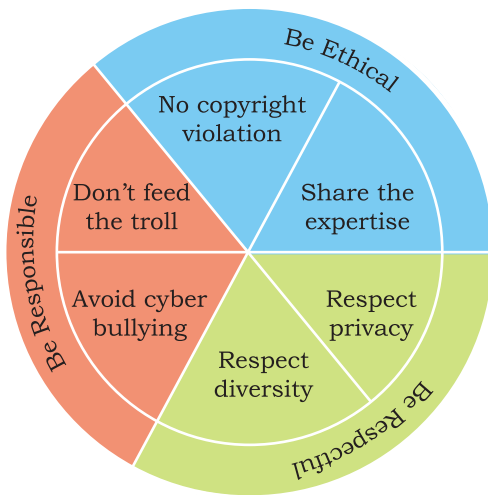 Be Ethical
No copyright
violation
Share the
expertise
Don’t feed
the troll
Be Responsible
Avoid cyber
bullying
Respect
privacy
Respect
diversity
Be Respectful